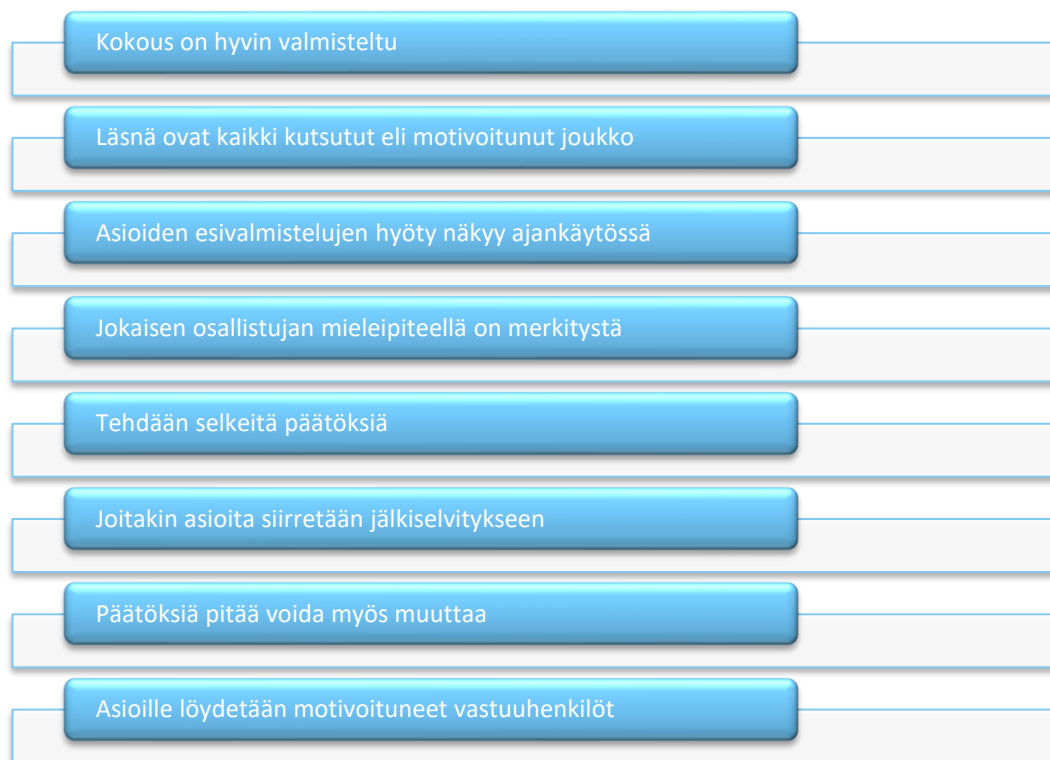 Kokous on hyvin valmisteltu
Läsnä ovat kaikki kutsutut eli motivoitunut joukko
Asioiden esivalmistelujen hyöty näkyy ajankäytössä
Jokaisen osallistujan mieleipiteellä on merkitystä
Tehdään selkeitä päätöksiä
Joitakin asioita siirretään jälkiselvitykseen
Päätöksiä pitää voida myös muuttaa
Asioille löydetään motivoituneet vastuuhenkilöt